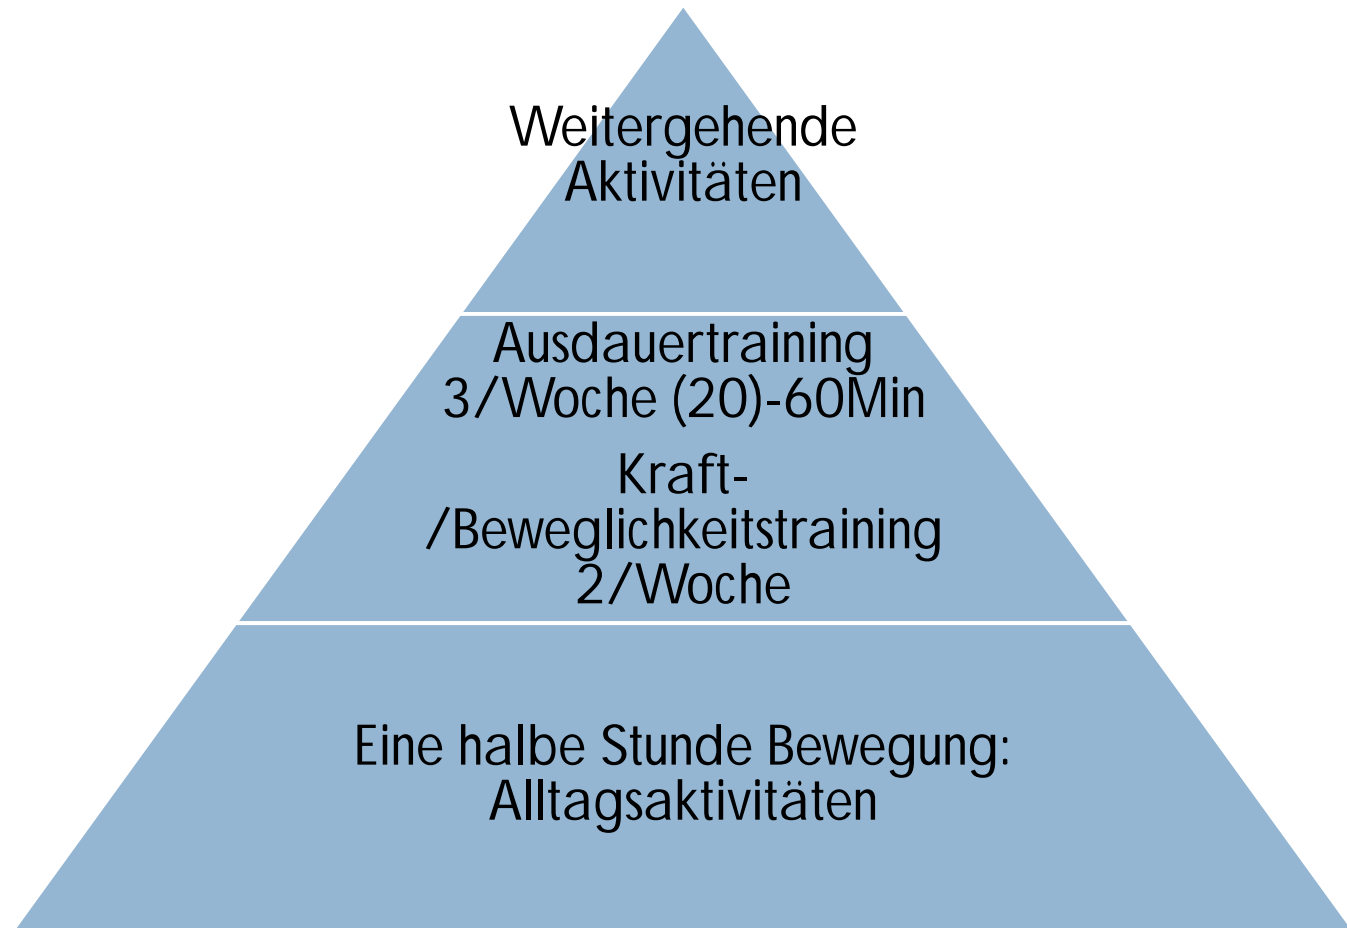 Weitergehende
Aktivitäten
Ausdauertraining
3/Woche (20)-60Min
Kraft-
/Beweglichkeitstraining
2/Woche
Eine halbe Stunde Bewegung:
Alltagsaktivitäten